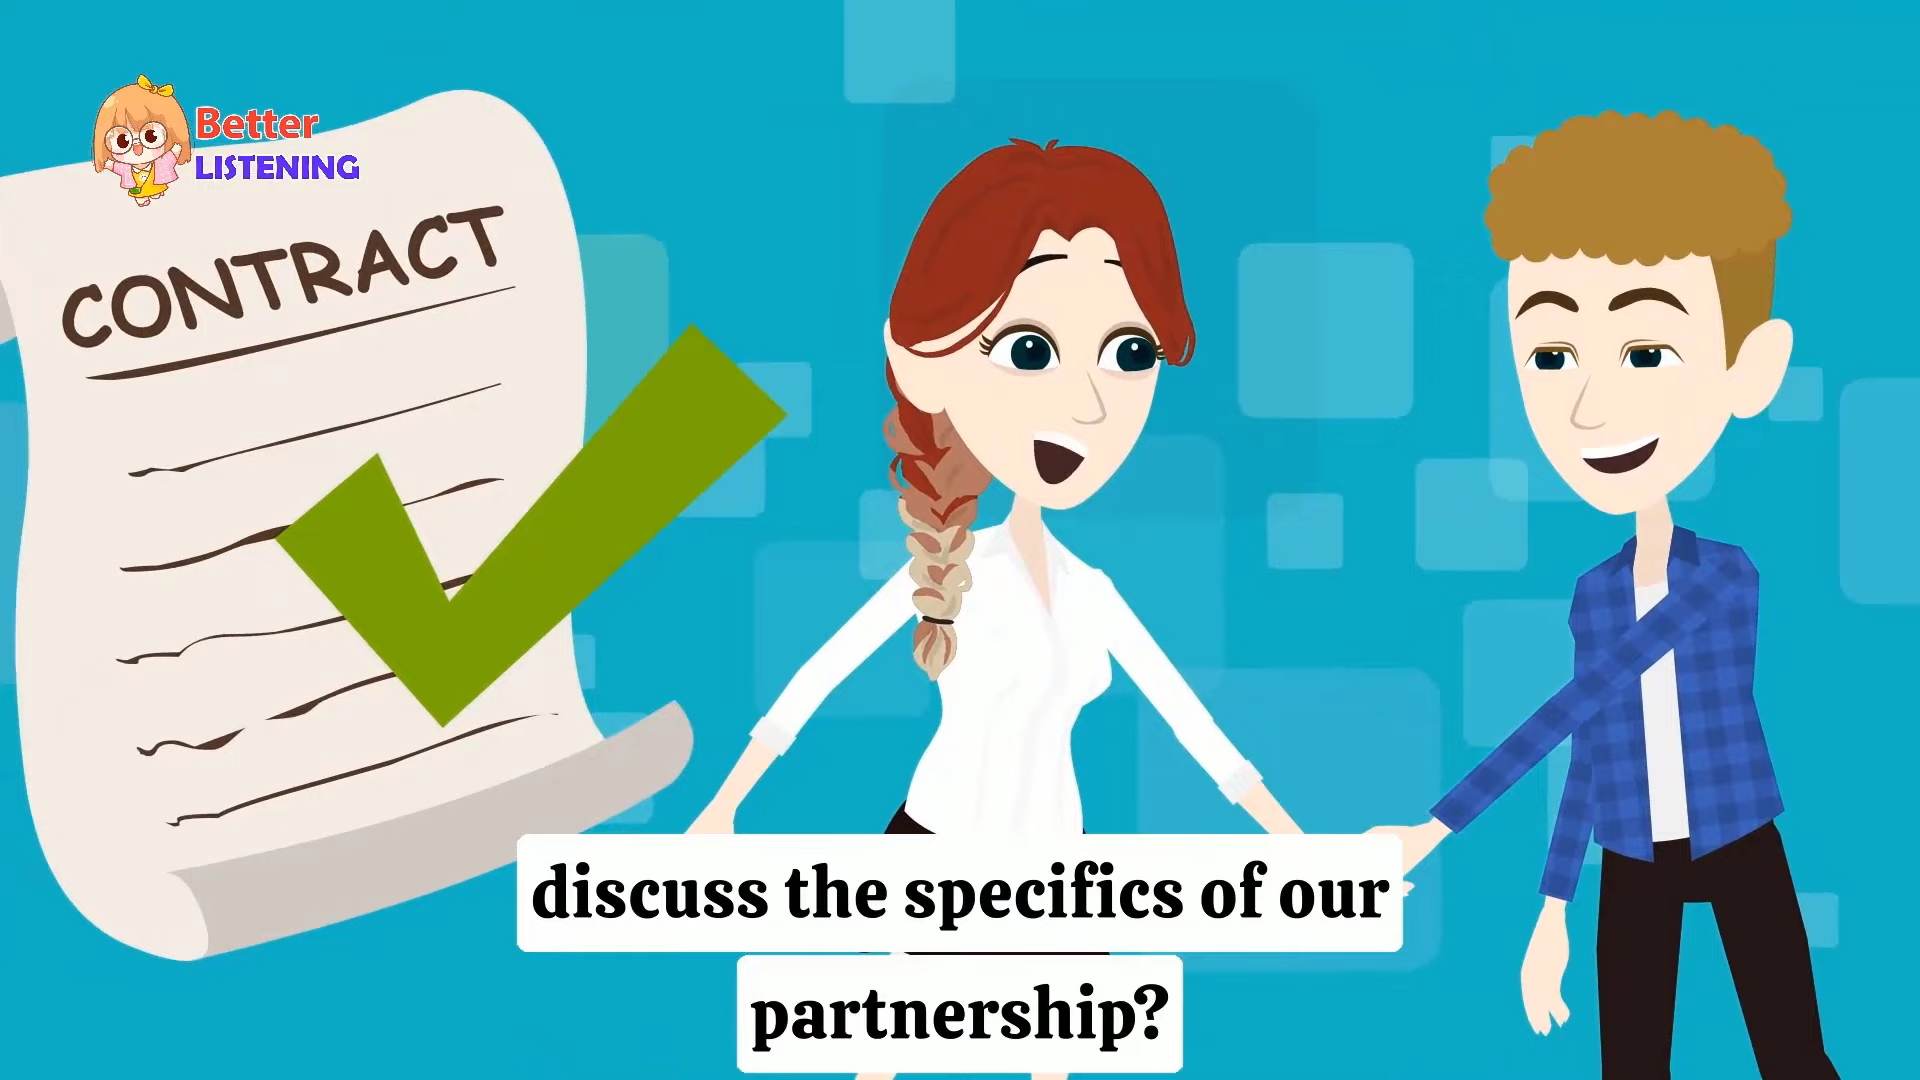 Better
LISTENING
CONTRACT
discuss the specifics of our
partnership?